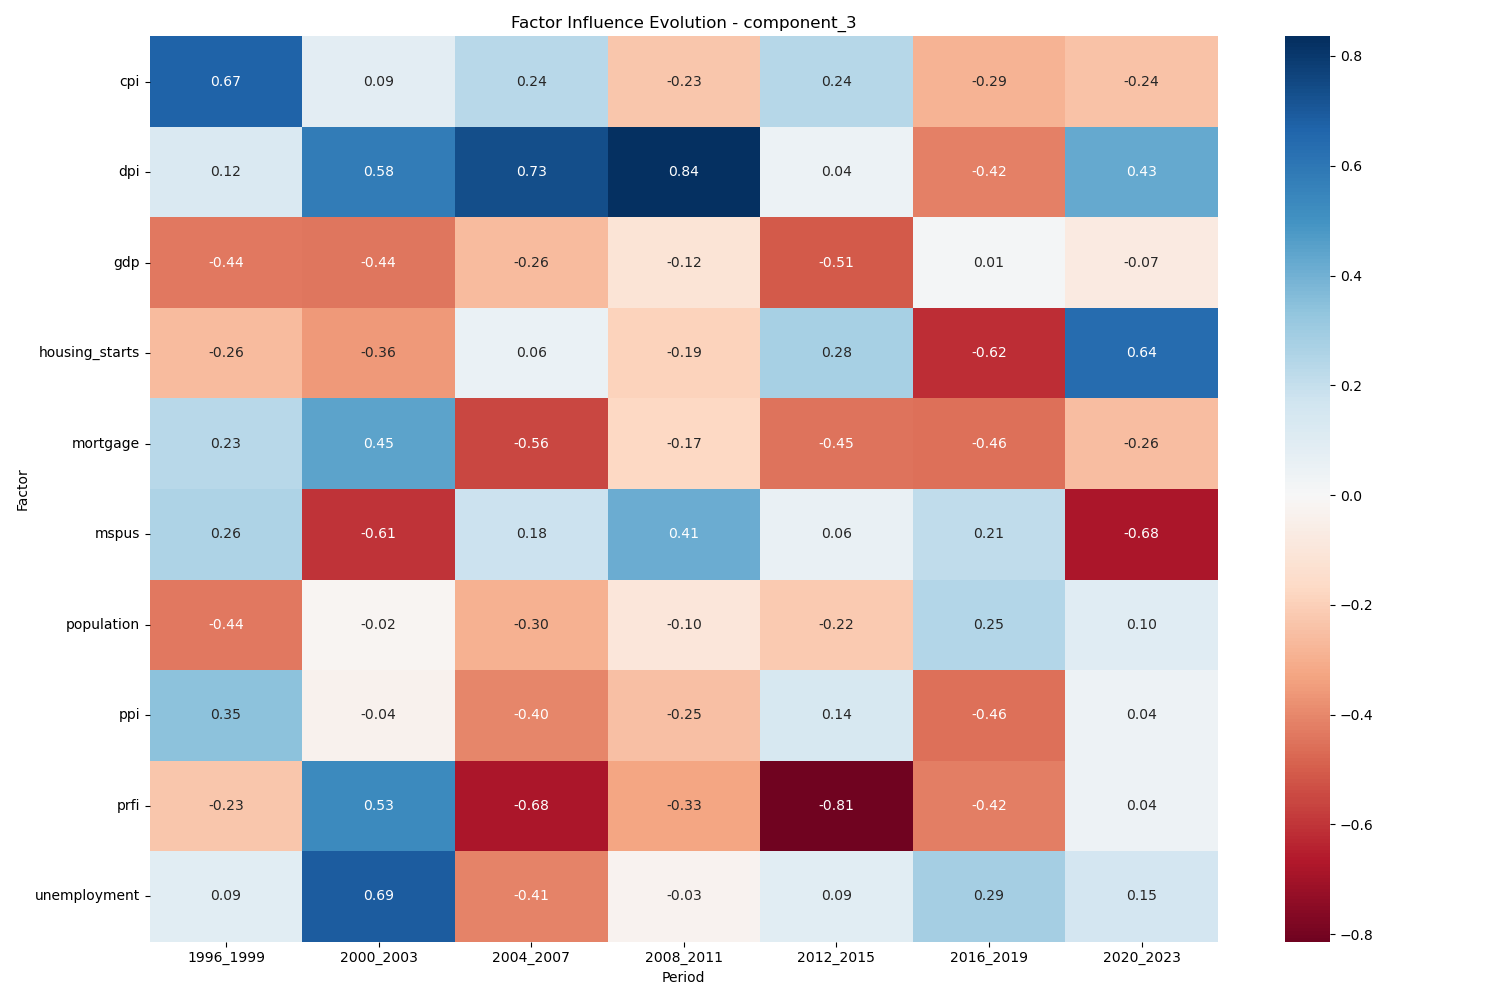 Factor Influence Evolution - component_3
Factor
cpi 0.67 0.09 0.24 -0.23 0.24 -0.29 -0.24
dpi 0.12 0.58 0.73 0.84 0.04 -0.42 0.43
gdp -0.44 -0.44 -0.26 -0.12 -0.51 0.01 -0.07
housing_starts -0.26 -0.36 0.06 -0.19 0.28 -0.62 0.64
mortgage 0.23 0.45 -0.56 -0.17 -0.45 -0.46 -0.26
mspus 0.26 -0.61 0.18 0.41 0.06 0.21 -0.68
population -0.44 -0.02 -0.30 -0.10 -0.22 0.25 0.10
ppi 0.35 -0.04 -0.40 -0.25 0.14 -0.46 0.04
prfi -0.23 0.53 -0.68 -0.33 -0.81 -0.42 0.04
unemployment 0.09 0.69 -0.41 -0.03 0.09 0.29 0.15
1996_1999 2000_2003 2004_2007 2008_2011 2012_2015 2016_2019 2020_2023
Period
0.8
0.6
0.4
0.2
0.0
−0.2
−0.4
−0.6
−0.8